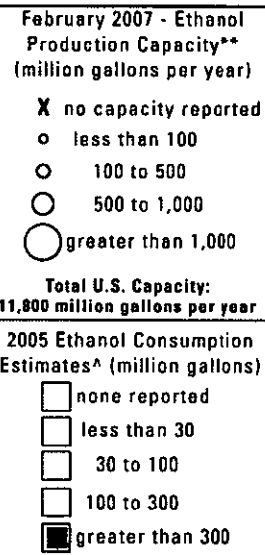 February 2007 - Ethanol
Production Capacity**
(million gallons per year)
X no capacity reported
less than 100
100 to 500
500 to 1,000
greater than 1,000
Total U.S. Capacity:
11,800 million gallons per year
2005 Ethanol Consumption
Estimates^ (million gallons)
none reported
less than 30
30 to 100
100 to 300
greater than 300